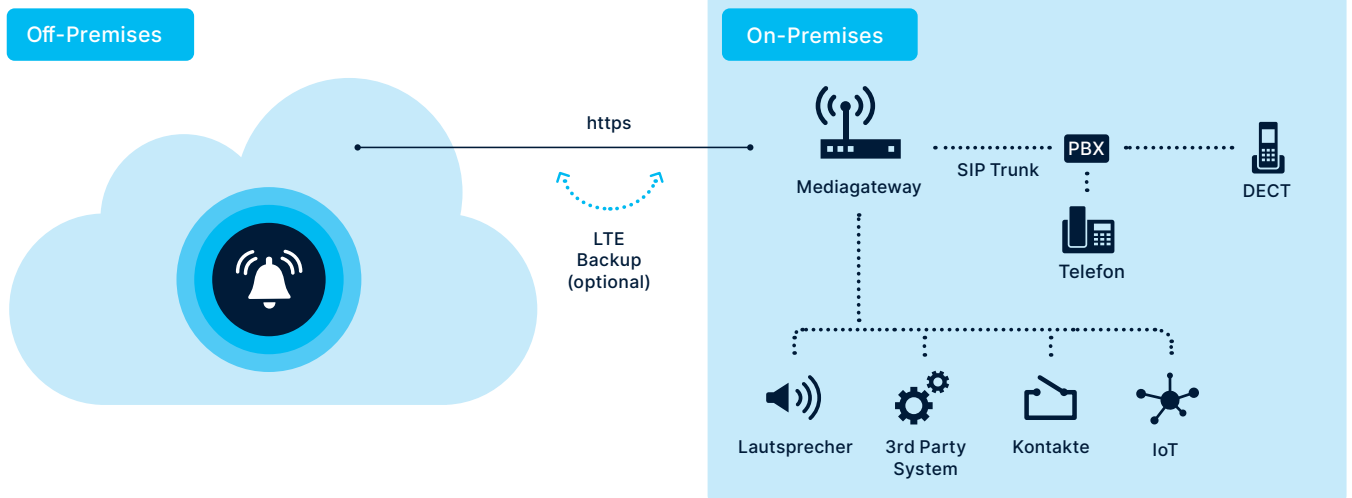 Off-Premises
On-Premises
https
LTE
Backup
(optional)
Mediagateway
SIP Trunk
PBX
DECT
Telefon
Lautsprecher
3rd Party
System
Kontakte
IoT